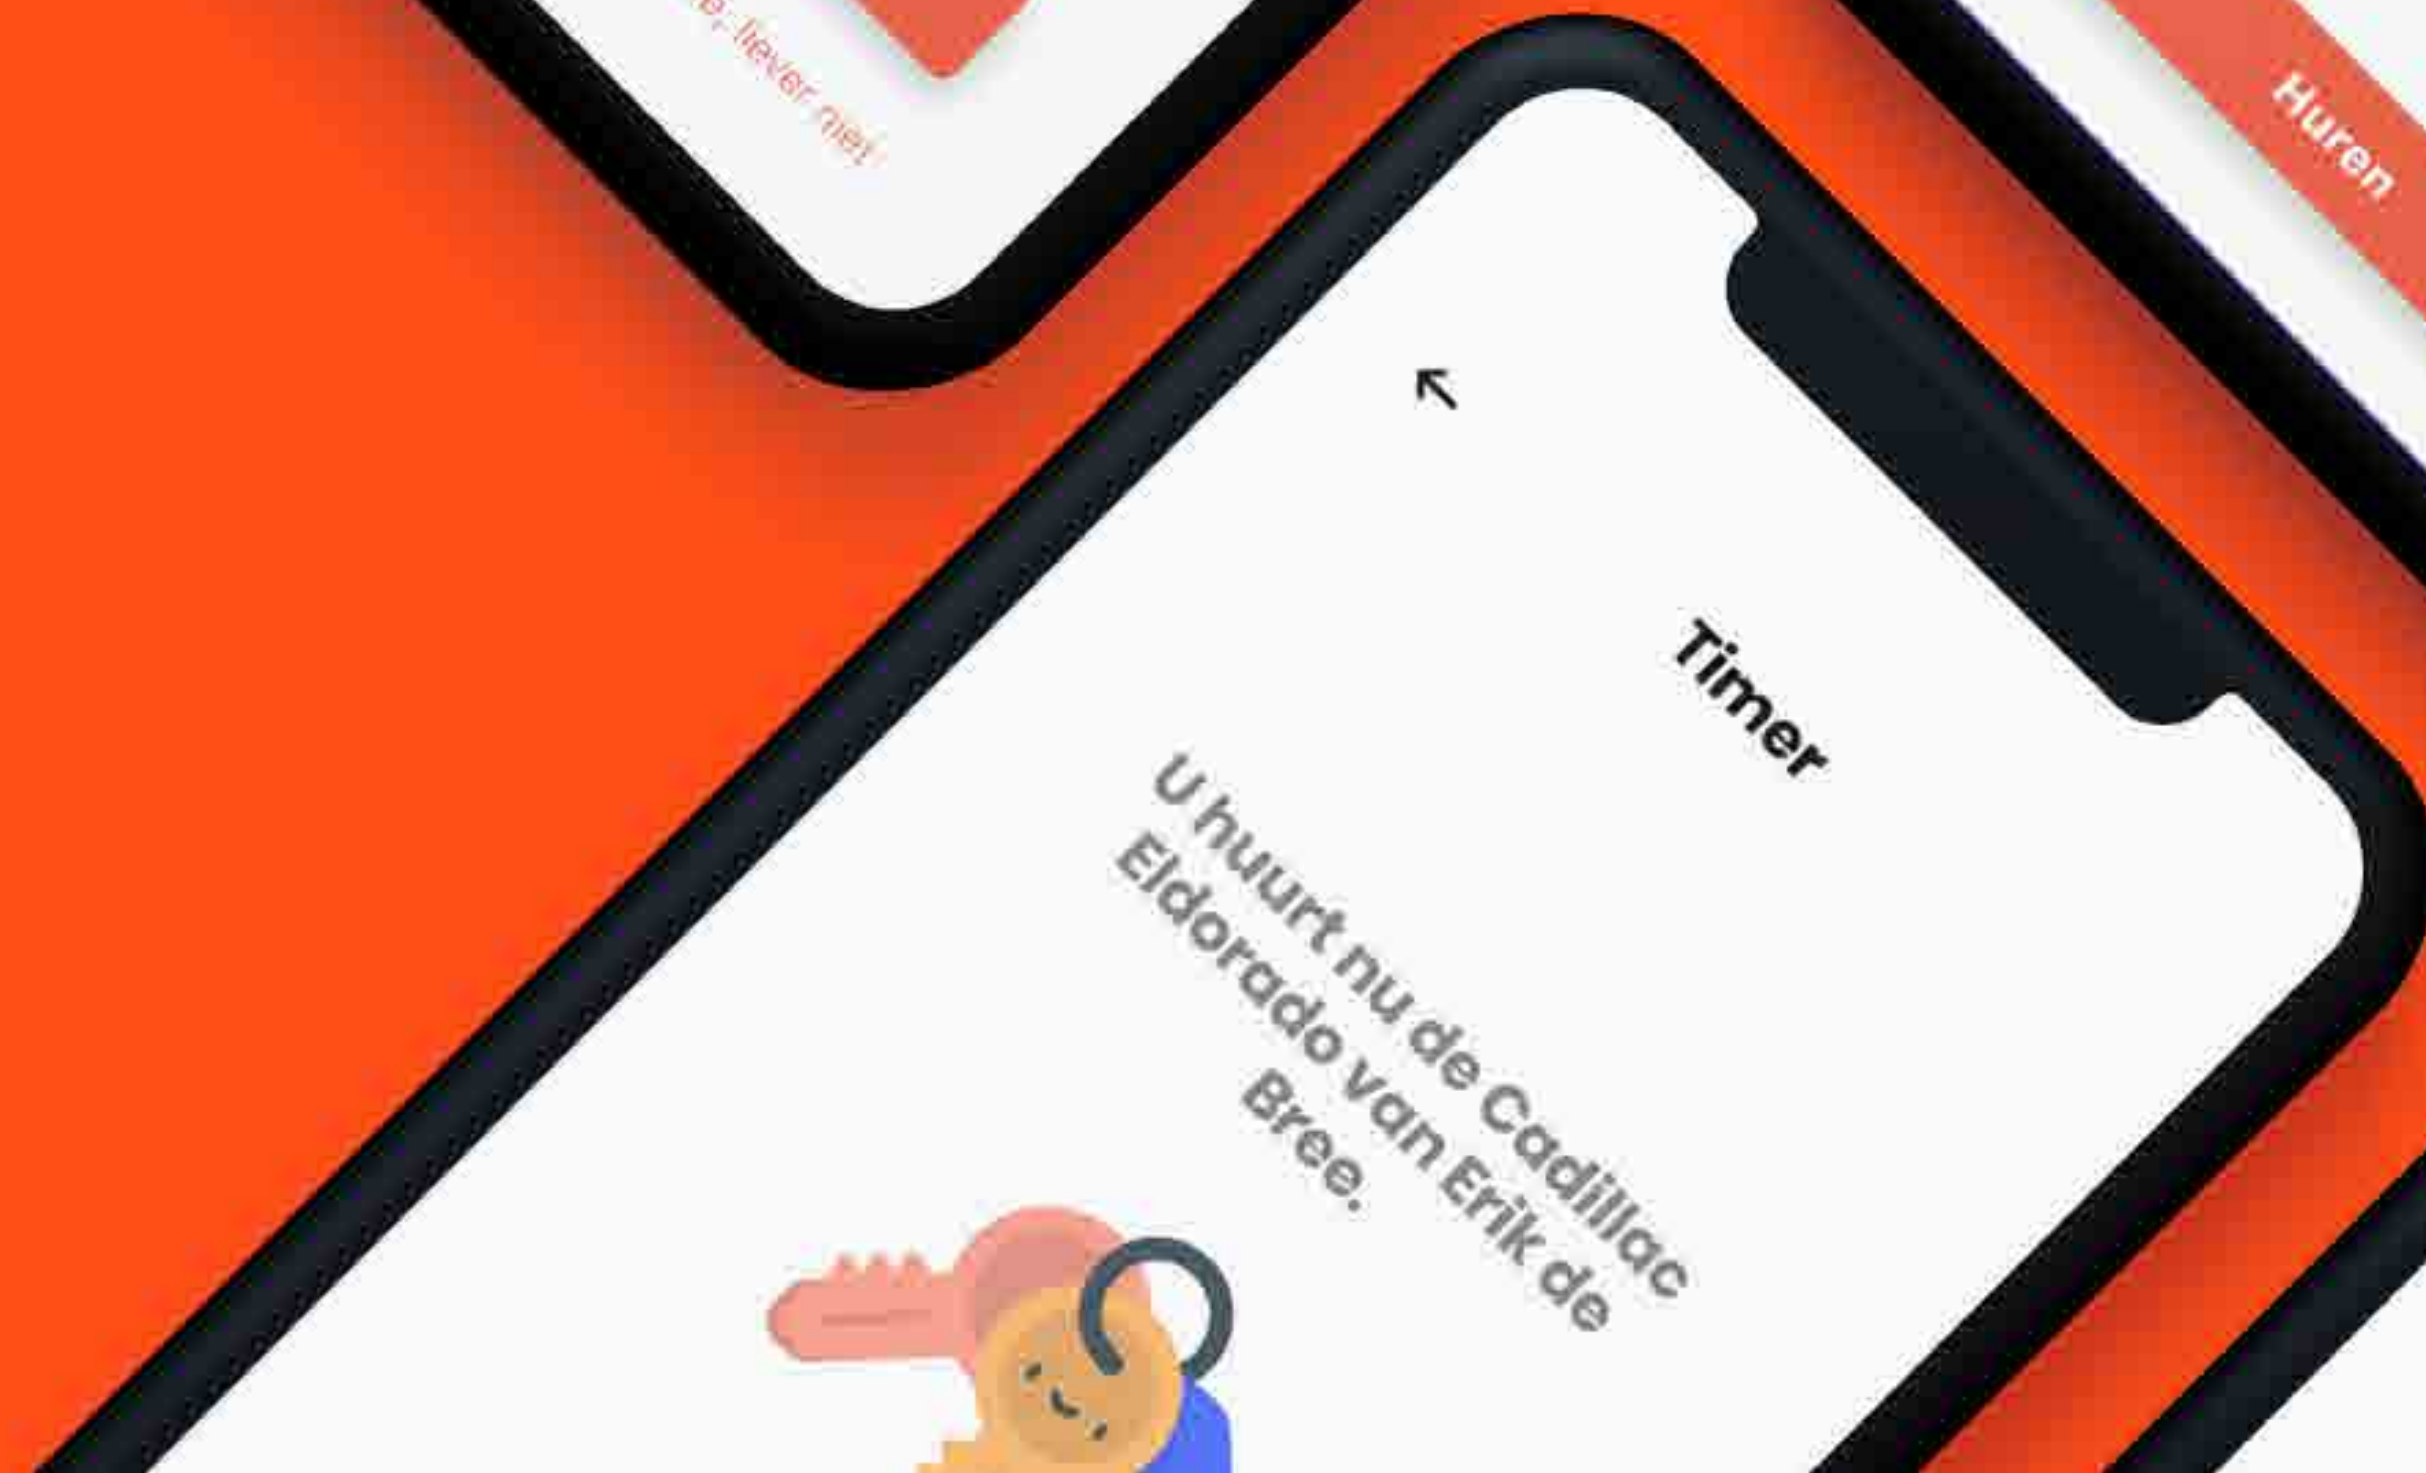 liever niet
Huren
Timer
U huurt nu de Cadillac
Eldorado van Erik de
Bree.